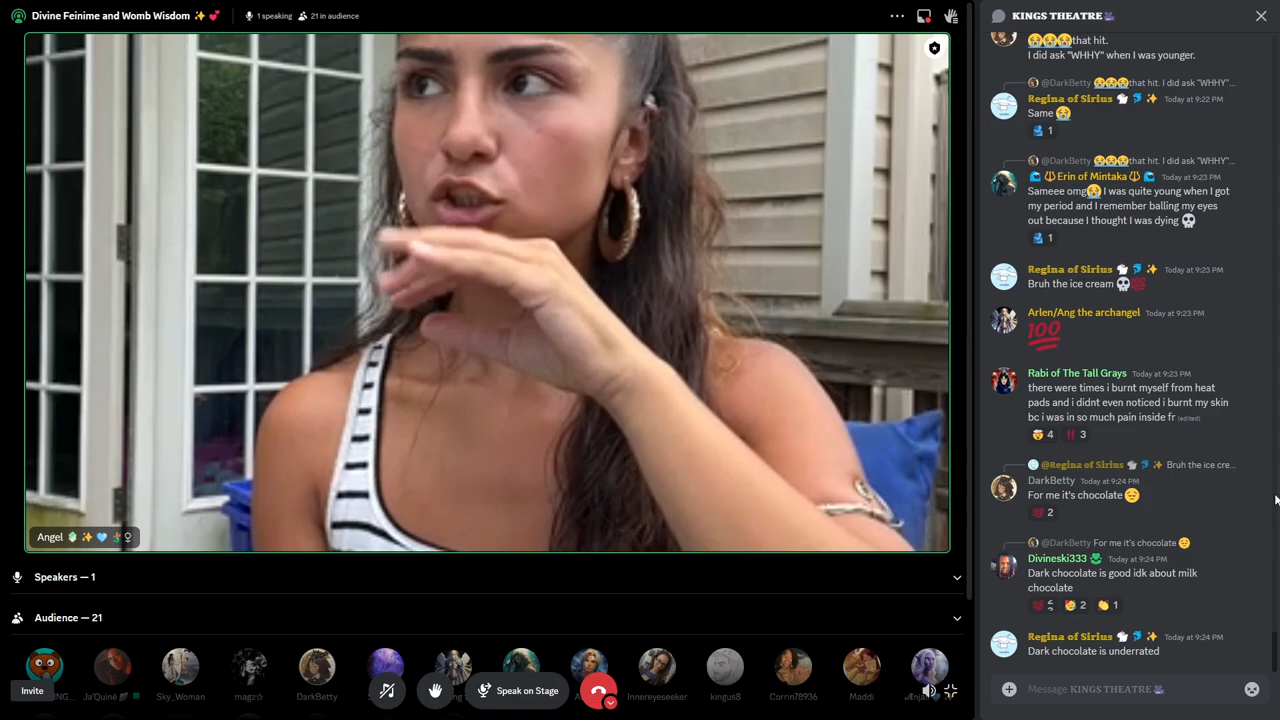 Divine Feinime and Womb Wisdom ✨ 💕
1 speaking
21 in audience
KINGS THEATRE
😭😭😭that hit.
I did ask "WHHY" when I was younger.
@DarkBetty 😭😭😭that hit. I did ask "WHHY"...
Regina of Sirius Today at 9:22 PM
Same 😭
1
@DarkBetty 😭😭😭that hit. I did ask "WHHY"...
🌊 🔱Erin of Mintaka🔱 🌊 Today at 9:23 PM
Sameee omg😭I was quite young when I got
my period and I remember balling my eyes
out because I thought I was dying 💀
1
Regina of Sirius Today at 9:23 PM
Bruh the ice cream 💀💯
Arlen/Ang the archangel Today at 9:23 PM
💯
Rabi of The Tall Grays Today at 9:23 PM
there were times i burnt myself from heat
pads and i didnt even noticed i burnt my skin
bc i was in so much pain inside fr (edited)
🤯 4 ‼️ 3
@Regina of Sirius Bruh the ice cre...
DarkBetty Today at 9:24 PM
For me it's chocolate 😔
💯 2
@DarkBetty For me it's chocolate 😔
Divineski333 Today at 9:24 PM
Dark chocolate is good idk about milk
chocolate
2 1
Regina of Sirius Today at 9:24 PM
Dark chocolate is underrated
Message KINGS THEATRE
Angel
Speakers — 1
Audience — 21
Ja'Quiné
Sky_Woman
magz☆
DarkBetty
Innereyeseeker
kingus8
Corrin78936
Maddi
Invite
Speak on Stage